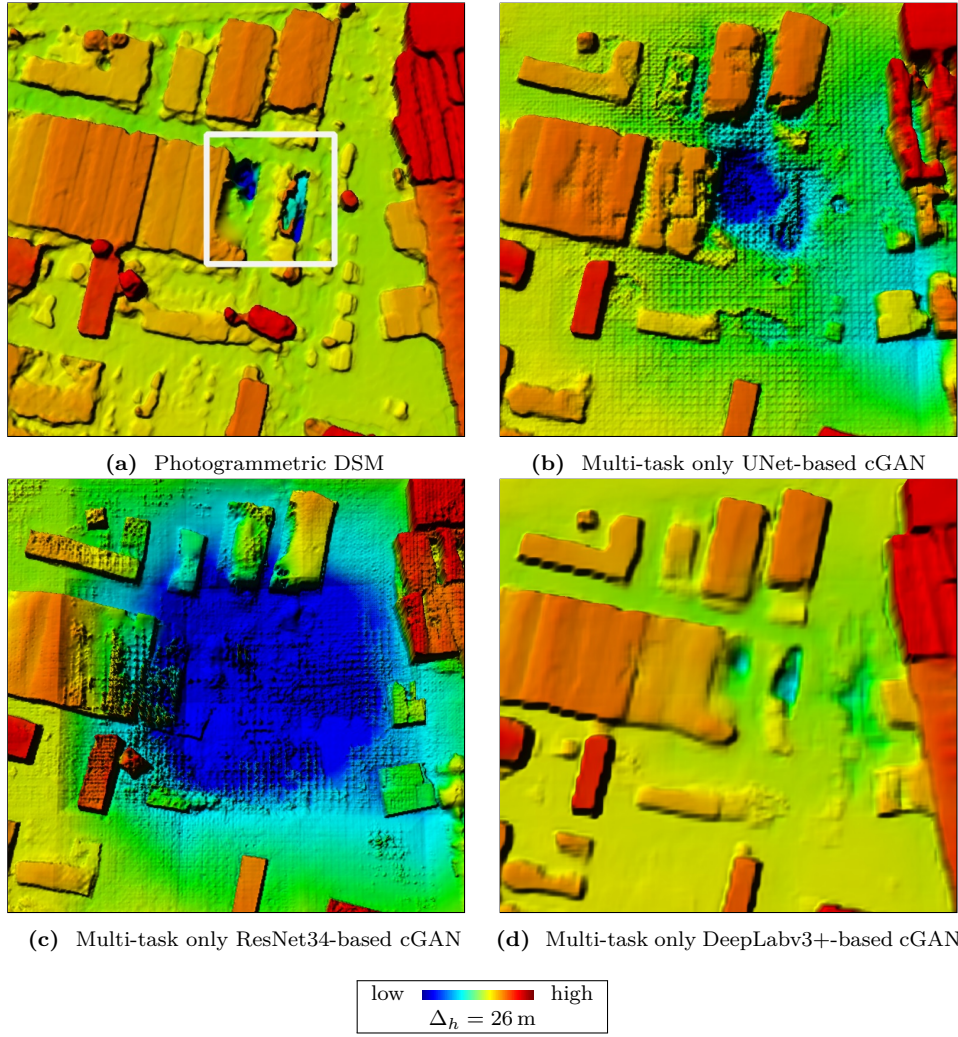 (a) Photogrammetric DSM
(b) Multi-task only UNet-based cGAN
(c) Multi-task only ResNet34-based cGAN
(d) Multi-task only DeepLabv3+-based cGAN
low high
Δh = 26 m